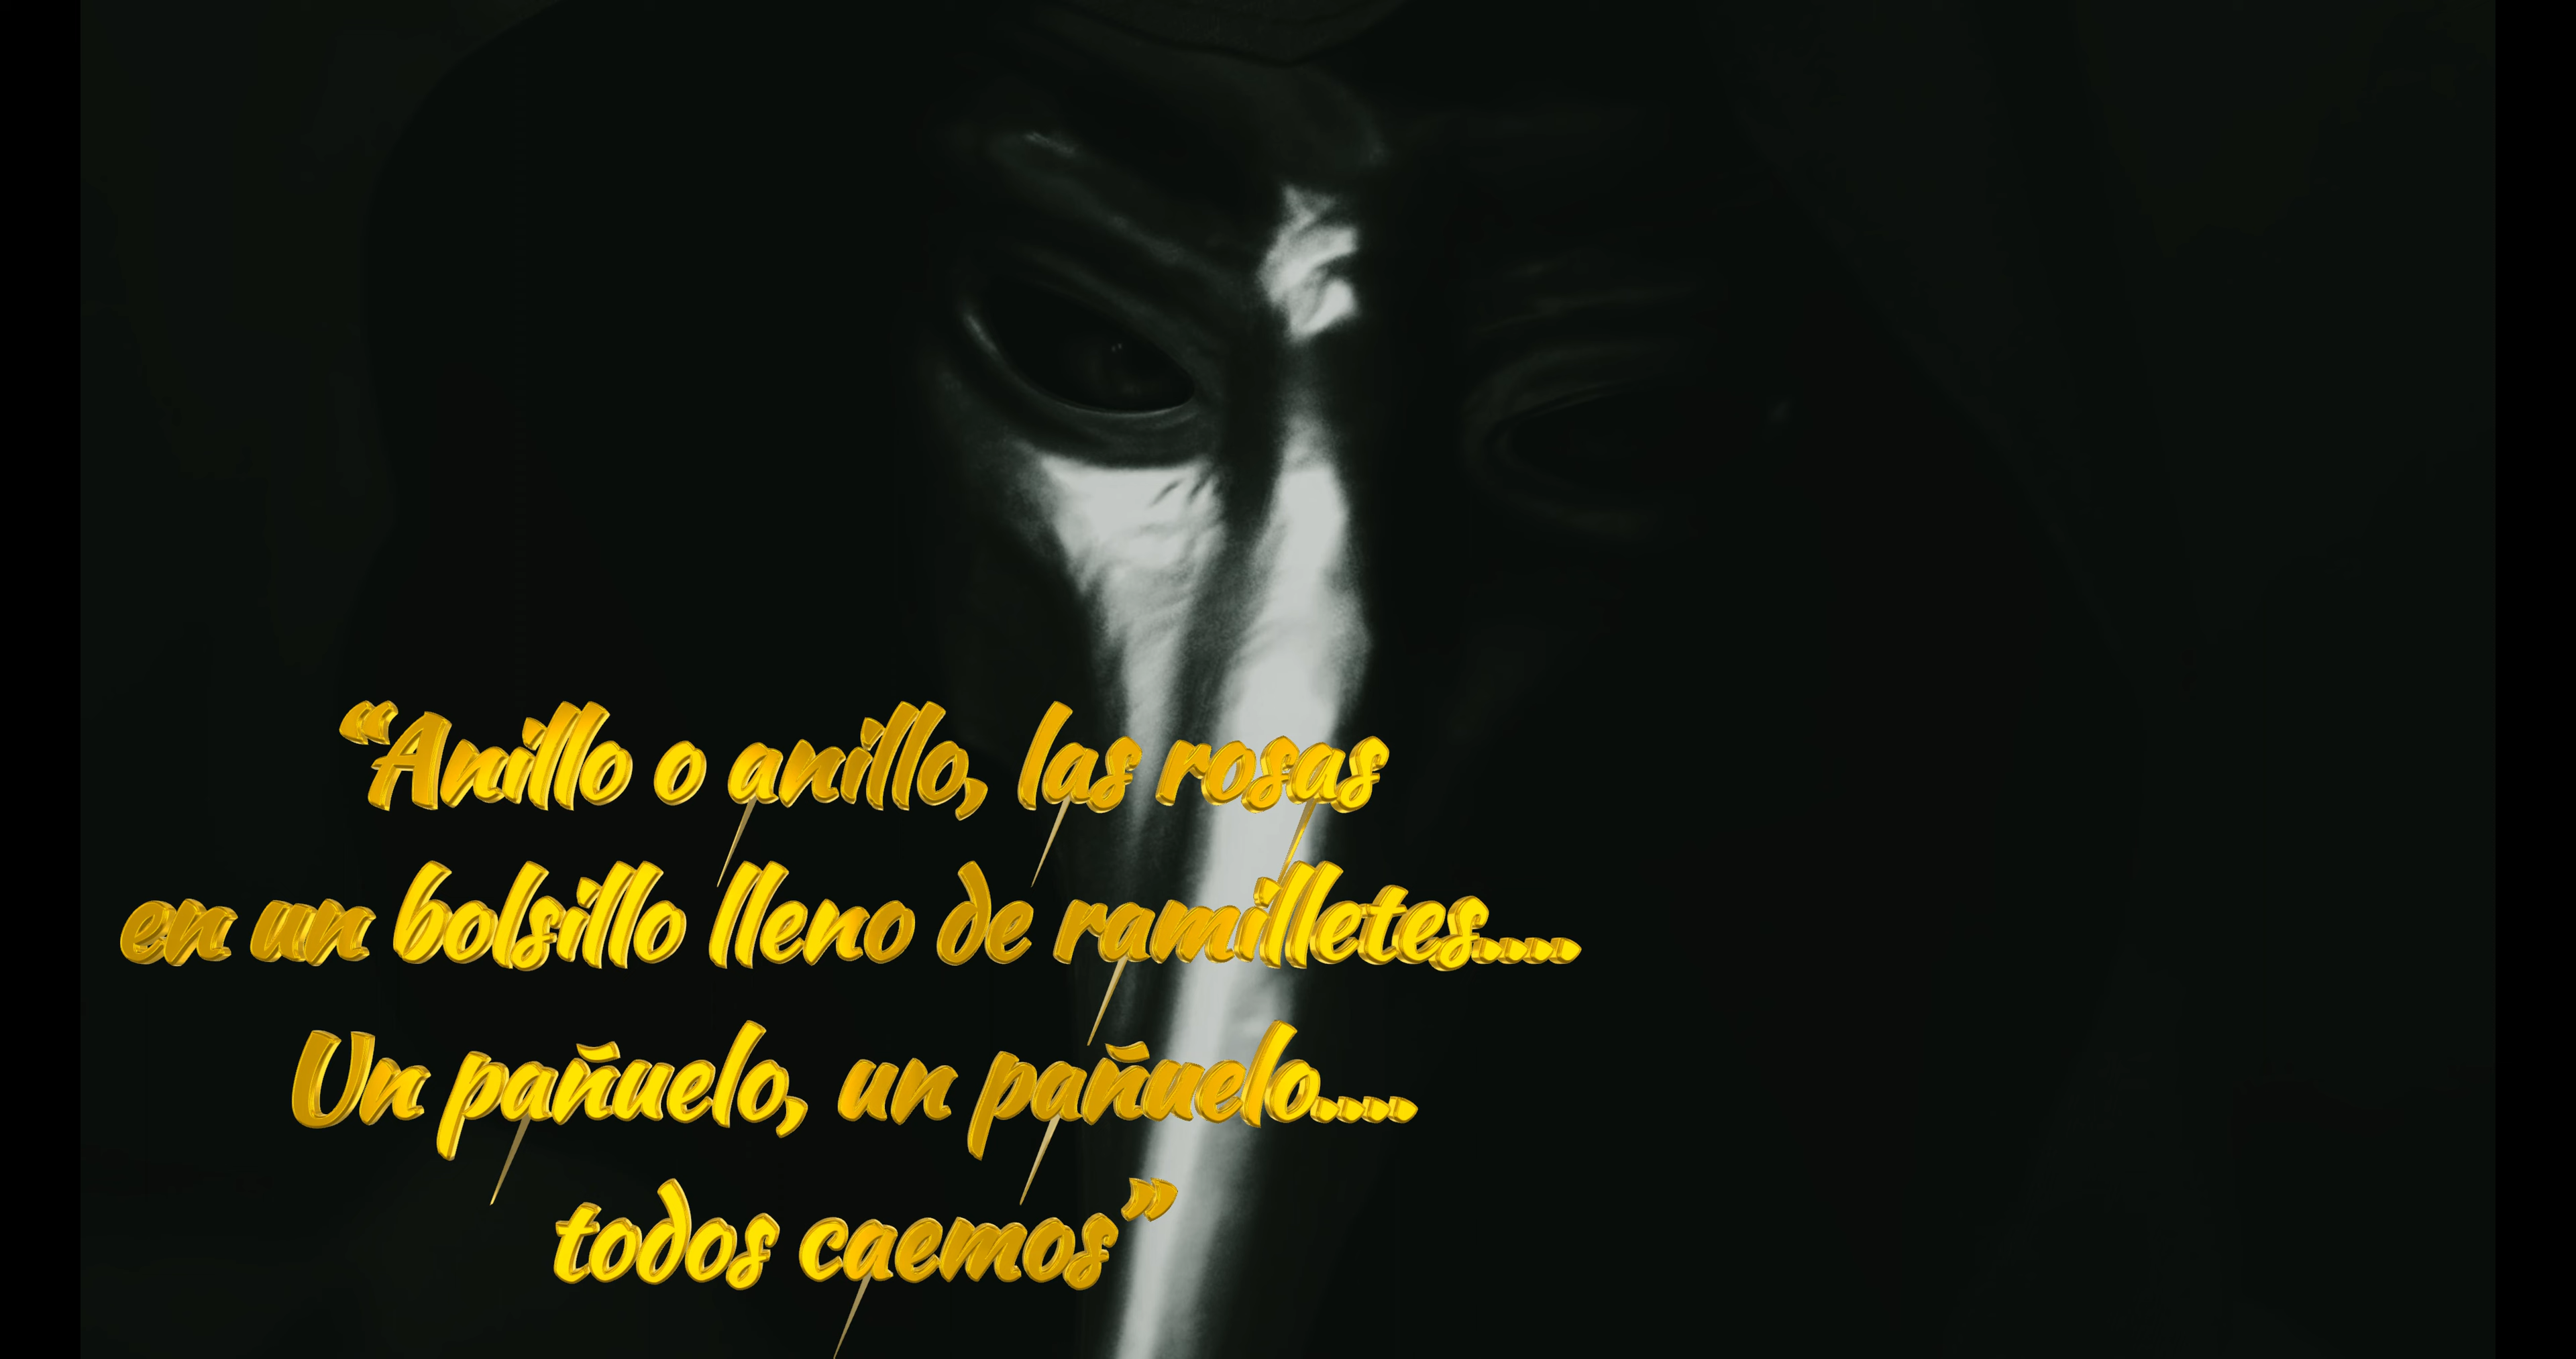 “Anillo o anillo, las rosas
en un bolsillo lleno de ramilletes....
Un pañuelo, un pañuelo....
todos caemos”